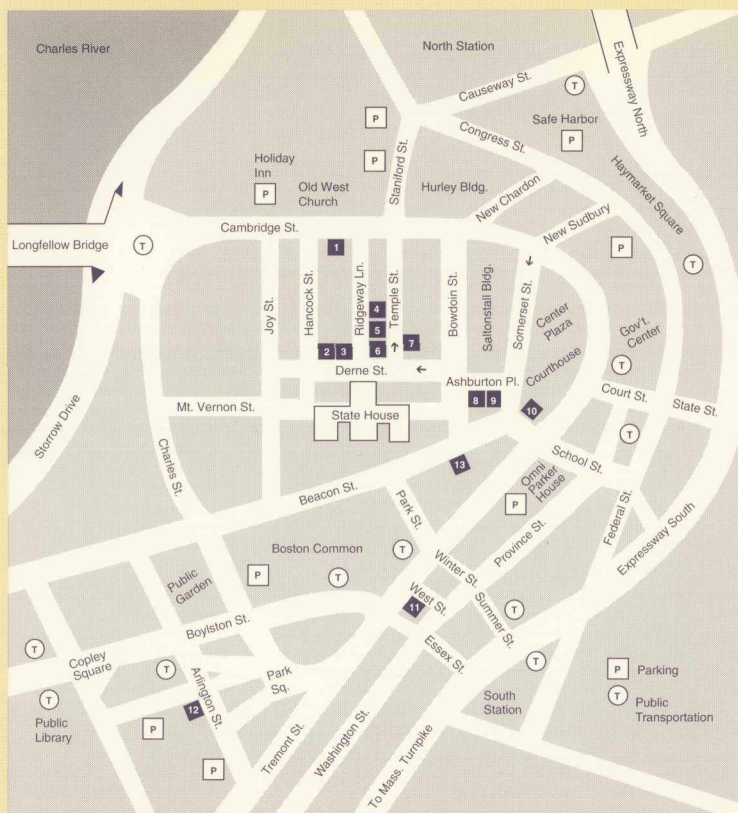 Charles River
North Station
Expressway North
Causeway St.
T
P
Safe Harbor
P
Congress St.
Holiday
Inn
P
P
Old West
Church
Staniford St.
Hurley Bldg.
New Chardon
Haymarket Square
Cambridge St.
New Sudbury
Longfellow Bridge
T
1
P
T
Joy St.
Hancock St.
Ridgeway Ln.
Temple St.
Bowdoin St.
Saltonstall Bldg.
Somerset St.
Center
Plaza
Gov't.
Center
T
4
5
2
3
6
7
Derne St.
Courthouse
Ashburton Pl.
8
9
10
Court St.
State St.
Mt. Vernon St.
State House
T
Storrow Drive
Charles St.
School St.
13
Omni
Parker
House
P
Beacon St.
Park St.
Province St.
Federal St.
Expressway South
Boston Common
T
P
T
Public
Garden
Winter St.
West St.
11
Summer St.
T
Boylston St.
Essex St.
T
T
Copley
Square
T
Park
Sq.
P
Parking
T
Public
Transportation
T
Public
Library
12
Arlington St.
P
P
South
Station
Tremont St.
Washington St.
To Mass. Turnpike